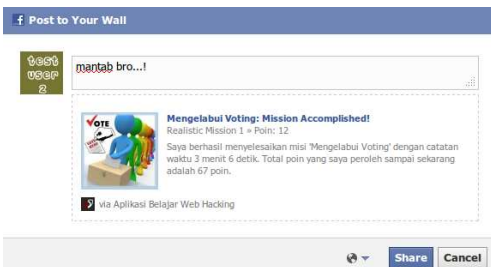 f Post to Your Wall
test
user
2
mantab bro...!
VOTE
Mengelabui Voting: Mission Accomplished!
Realistic Mission 1 » Poin: 12
Saya berhasil menyelesaikan misi 'Mengelabui Voting' dengan catatan
waktu 3 menit 6 detik. Total poin yang saya peroleh sampai sekarang
adalah 67 poin.
via Aplikasi Belajar Web Hacking
Share Cancel